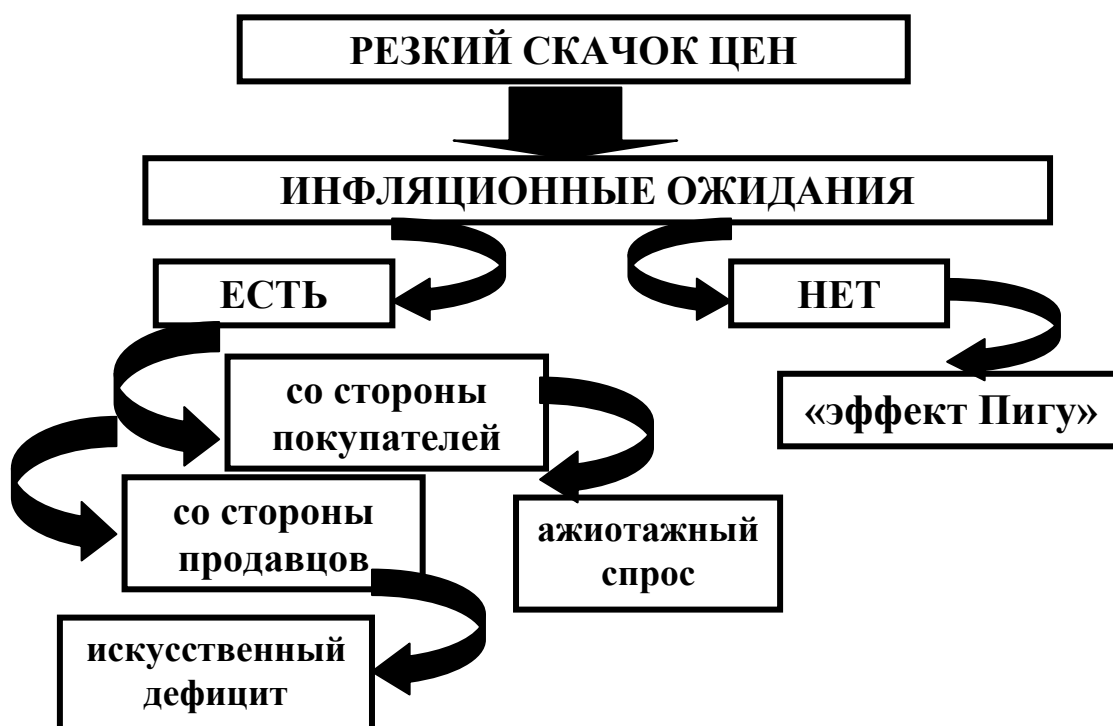 РЕЗКИЙ СКАЧОК ЦЕН
ИНФЛЯЦИОННЫЕ ОЖИДАНИЯ
ЕСТЬ
НЕТ
со стороны
покупателей
«эффект Пигу»
со стороны
продавцов
ажиотажный
спрос
искусственный
дефицит